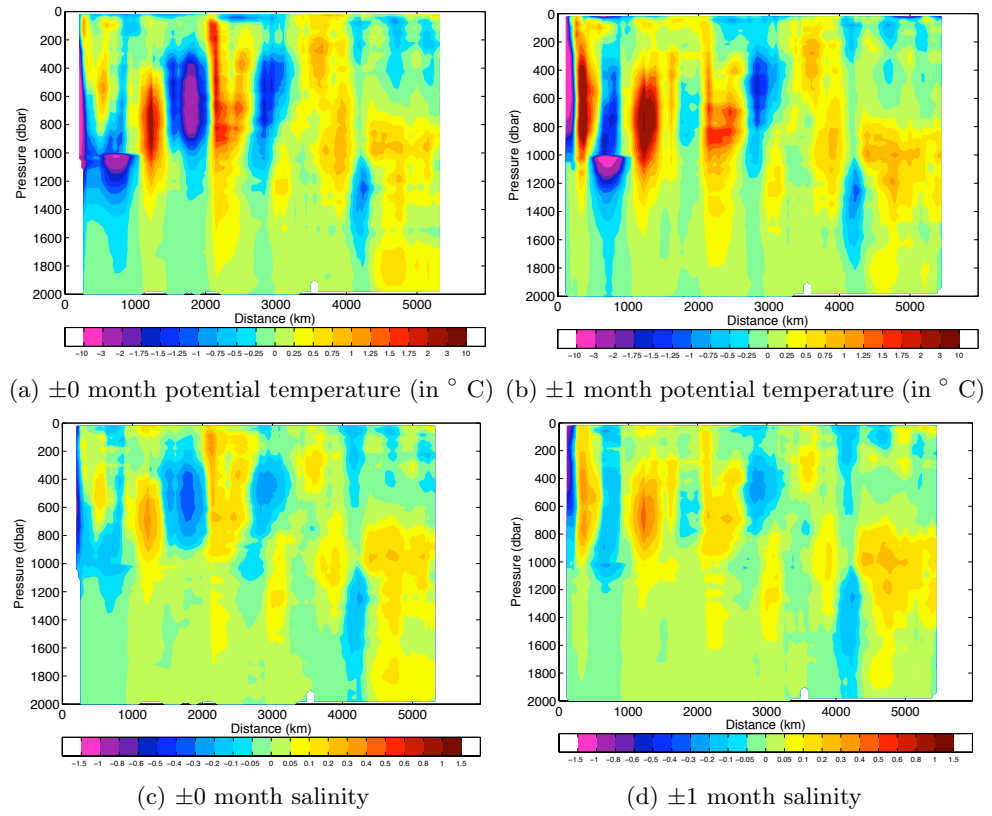 0
200
400
600
800
1000
1200
1400
1600
1800
2000
Pressure (dbar)
0 1000 2000 3000 4000 5000
Distance (km)
−10 −3 −2 −1.75 −1.5 −1.25 −1 −0.75 −0.5 −0.25 0 0.25 0.5 0.75 1 1.25 1.5 1.75 2 3 10
0
200
400
600
800
1000
1200
1400
1600
1800
2000
Pressure (dbar)
0 1000 2000 3000 4000 5000
Distance (km)
−10 −3 −2 −1.75 −1.5 −1.25 −1 −0.75 −0.5 −0.25 0 0.25 0.5 0.75 1 1.25 1.5 1.75 2 3 10
(a) ±0 month potential temperature (in ° C) (b) ±1 month potential temperature (in ° C)
0
200
400
600
800
1000
1200
1400
1600
1800
2000
Pressure (dbar)
0 1000 2000 3000 4000 5000
Distance (km)
−1.5 −1 −0.8 −0.6 −0.5 −0.4 −0.3 −0.2 −0.1 −0.05 0 0.05 0.1 0.2 0.3 0.4 0.5 0.6 0.8 1 1.5
0
200
400
600
800
1000
1200
1400
1600
1800
2000
Pressure (dbar)
0 1000 2000 3000 4000 5000
Distance (km)
−1.5 −1 −0.8 −0.6 −0.5 −0.4 −0.3 −0.2 −0.1 −0.05 0 0.05 0.1 0.2 0.3 0.4 0.5 0.6 0.8 1 1.5
(c) ±0 month salinity (d) ±1 month salinity